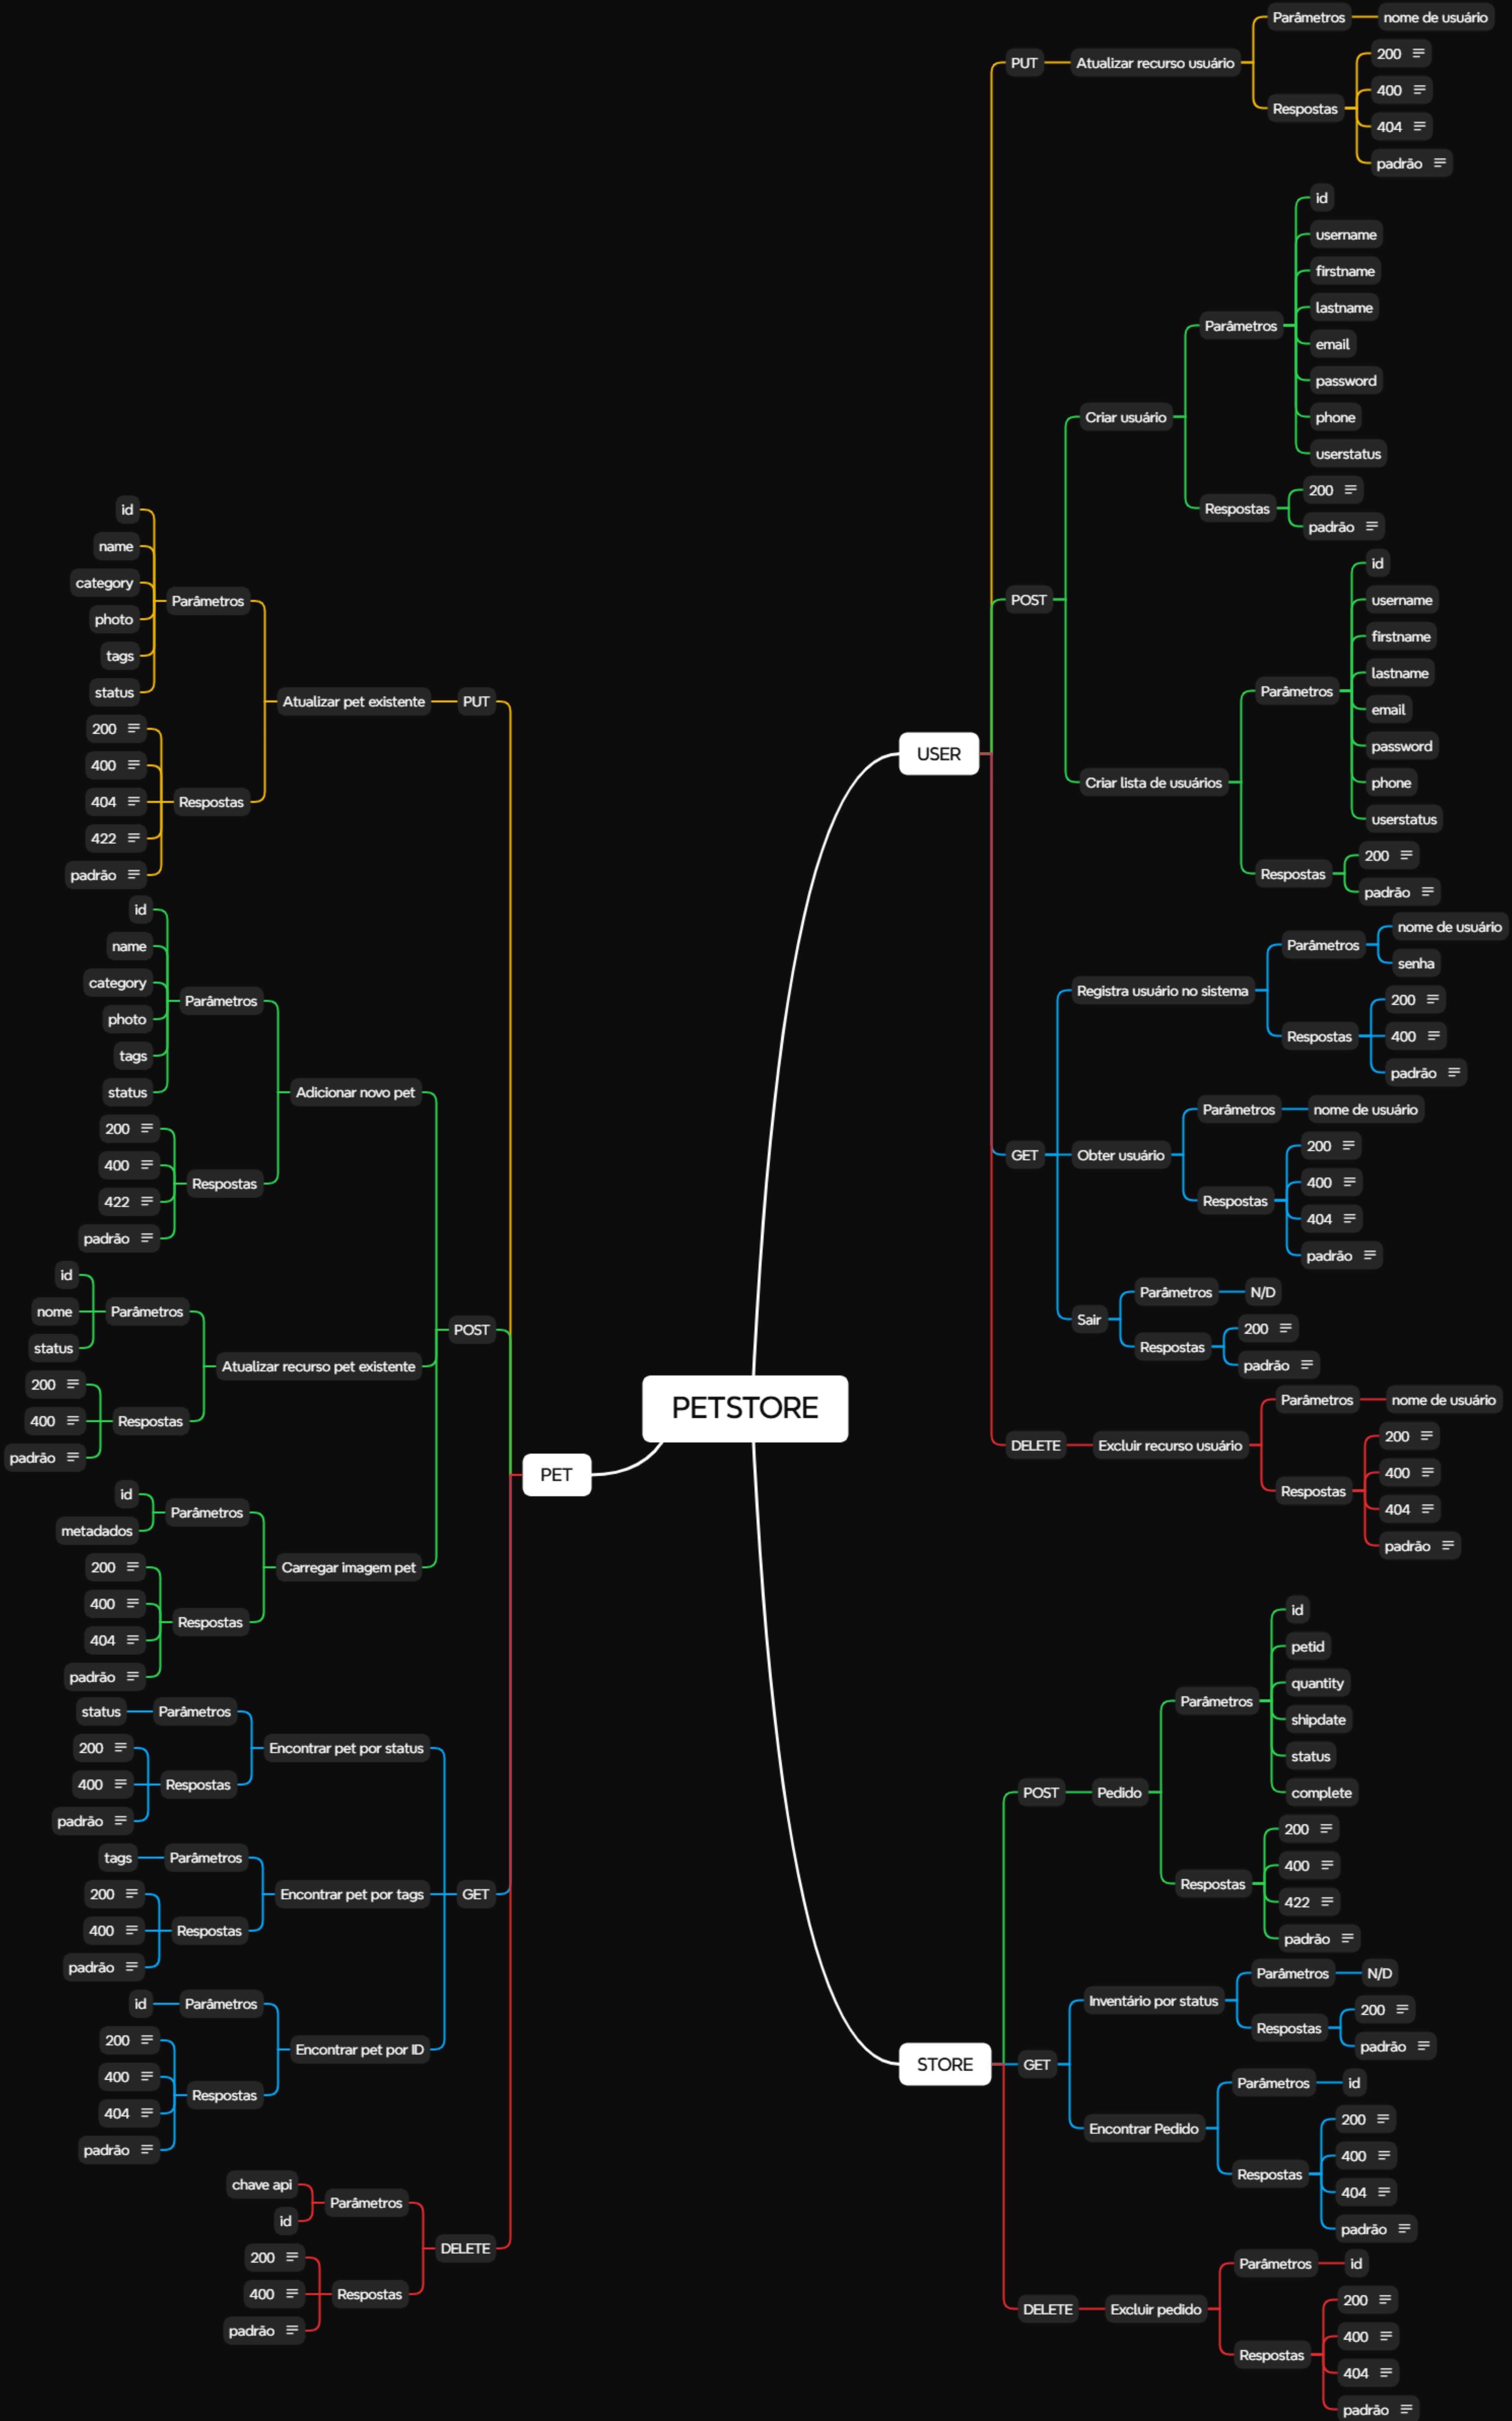 PETSTORE
USER
PUT
Atualizar recurso usuário
Parâmetros
nome de usuário
Respostas
200
400
404
padrão
POST
Criar usuário
Parâmetros
id
username
firstname
lastname
email
password
phone
userstatus
Respostas
200
padrão
Criar lista de usuários
Parâmetros
id
username
firstname
lastname
email
password
phone
userstatus
Respostas
200
padrão
GET
Registra usuário no sistema
Parâmetros
nome de usuário
senha
Respostas
200
400
padrão
Obter usuário
Parâmetros
nome de usuário
Respostas
200
400
404
padrão
Sair
Parâmetros
N/D
Respostas
200
padrão
DELETE
Excluir recurso usuário
Parâmetros
nome de usuário
Respostas
200
400
404
padrão
STORE
POST
Pedido
Parâmetros
id
petid
quantity
shipdate
status
complete
Respostas
200
400
422
padrão
GET
Inventário por status
Parâmetros
N/D
Respostas
200
padrão
Encontrar Pedido
Parâmetros
id
Respostas
200
400
404
padrão
DELETE
Excluir pedido
Parâmetros
id
Respostas
200
400
404
padrão
PET
PUT
Atualizar pet existente
Parâmetros
id
name
category
photo
tags
status
Respostas
200
400
404
422
padrão
POST
Adicionar novo pet
Parâmetros
id
name
category
photo
tags
status
Respostas
200
400
422
padrão
Atualizar recurso pet existente
Parâmetros
id
nome
status
Respostas
200
400
padrão
Carregar imagem pet
Parâmetros
id
metadados
Respostas
200
400
404
padrão
GET
Encontrar pet por status
Parâmetros
status
Respostas
200
400
padrão
Encontrar pet por tags
Parâmetros
tags
Respostas
200
400
padrão
Encontrar pet por ID
Parâmetros
id
Respostas
200
400
404
padrão
DELETE
Parâmetros
chave api
id
Respostas
200
400
padrão